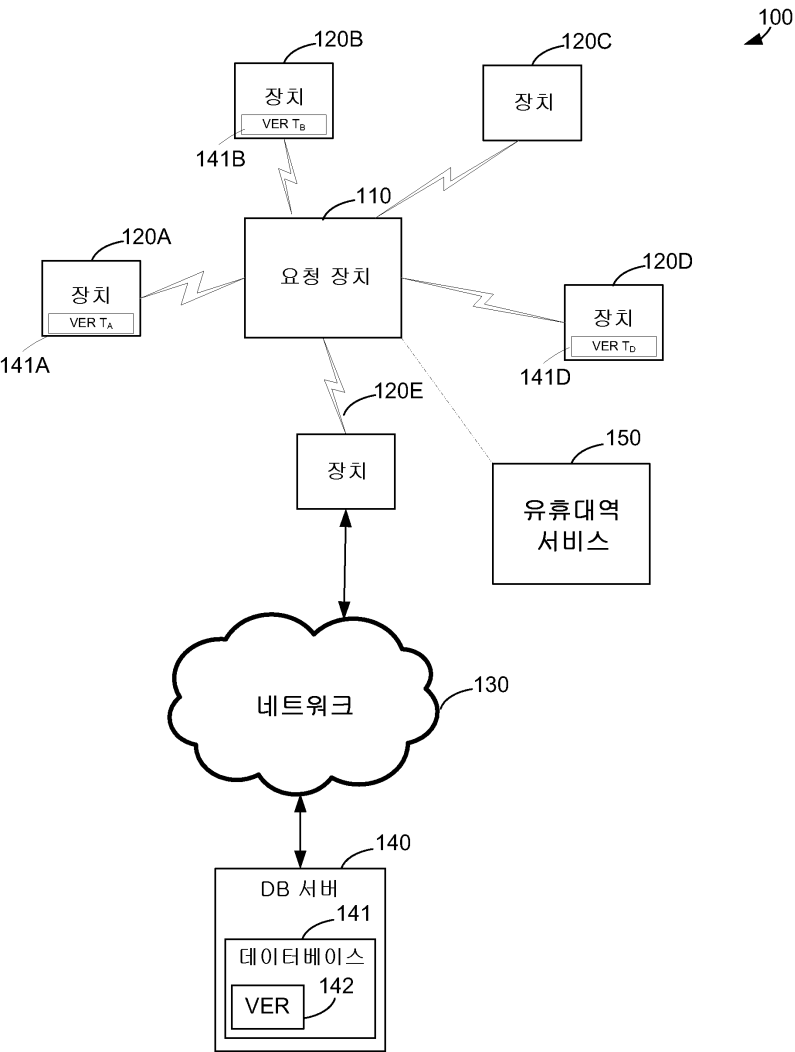 100
120B
장치
VER TB
141B
120C
장치
110
요청 장치
120A
장치
VER TA
141A
120D
장치
VER TD
141D
120E
장치
150
유휴대역
서비스
네트워크
130
140
DB 서버
141
데이터베이스
VER
142